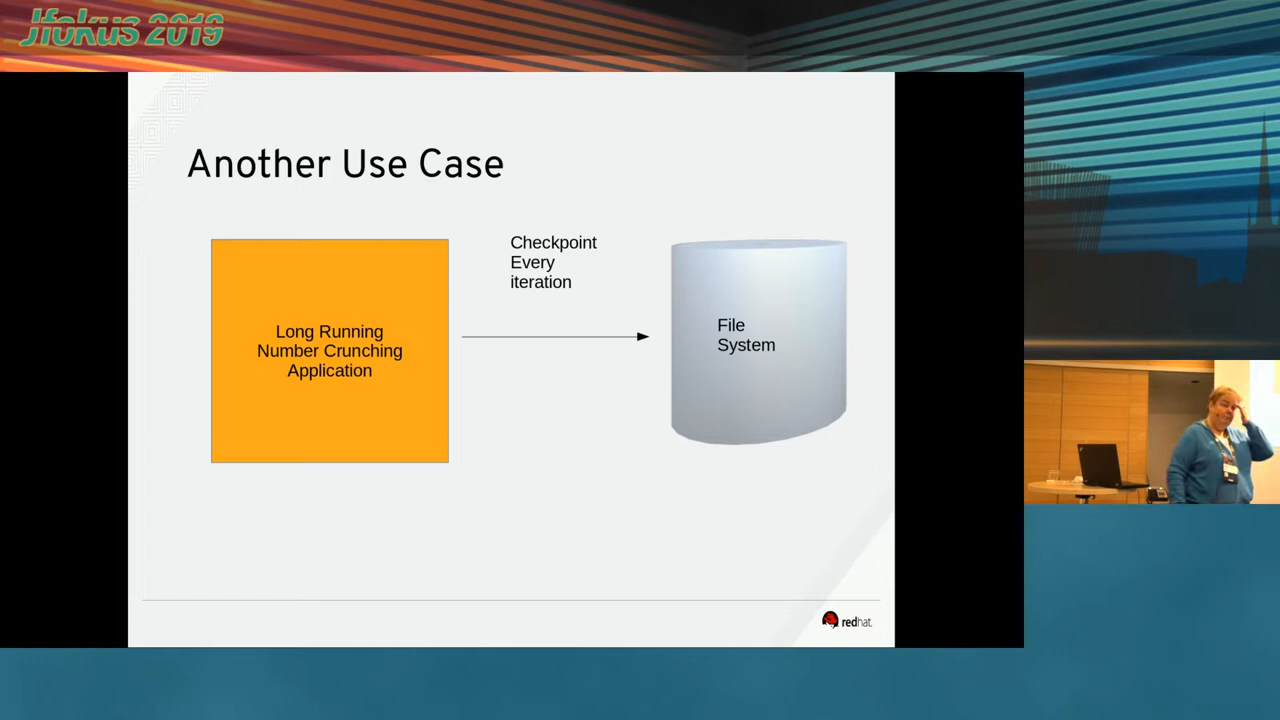 Jfokus 2019
Another Use Case
Checkpoint
Every
iteration
Long Running
Number Crunching
Application
File
System
redhat.